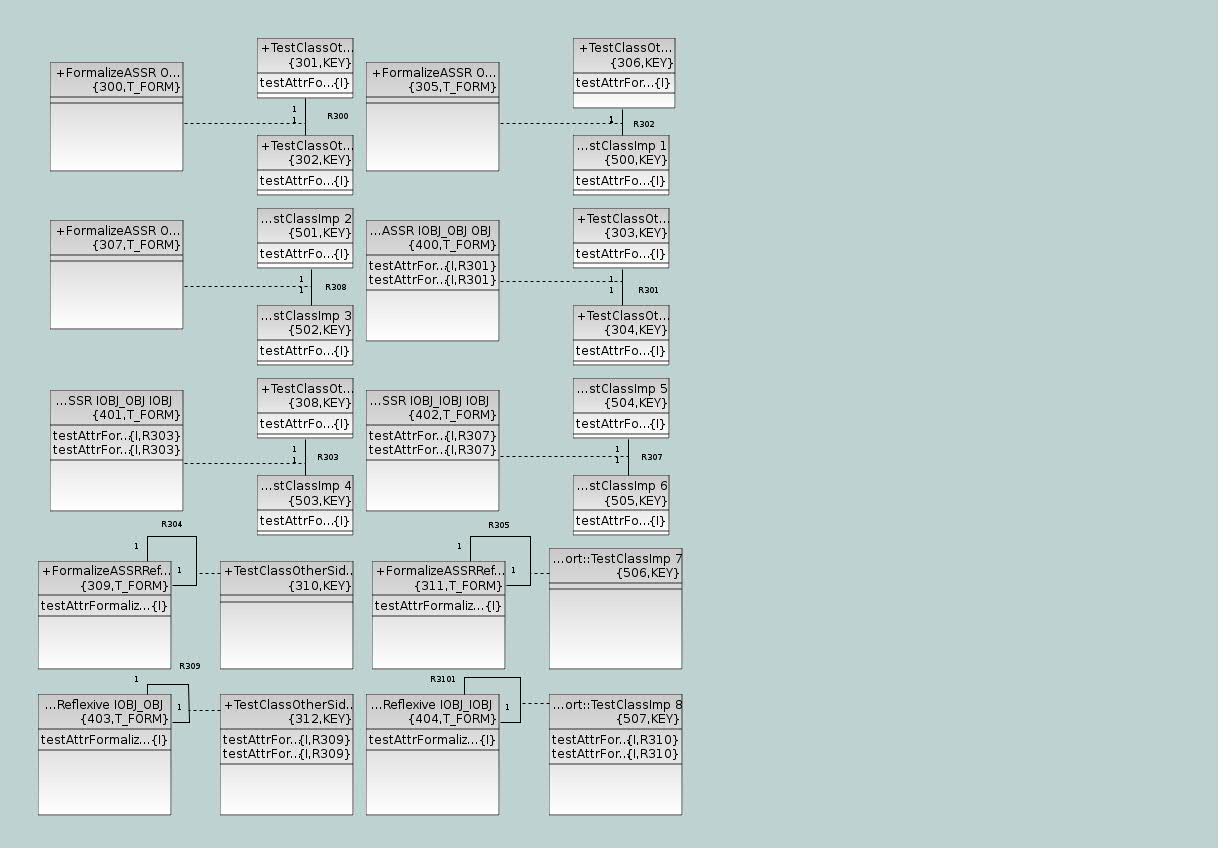 +TestClassOt...
{301,KEY}
testAttrFo...{I}
+TestClassOt...
{306,KEY}
testAttrFor...{I}
+FormalizeASSR O...
{300,T_FORM}
+FormalizeASSR O...
{305,T_FORM}
1
1
R300
1
R302
+TestClassOt...
{302,KEY}
testAttrFo...{I}
...stClassImp 1
{500,KEY}
testAttrFo...{I}
+FormalizeASSR O...
{307,T_FORM}
...stClassImp 2
{501,KEY}
testAttrFo...{I}
...ASSR IOBJ_OBJ OBJ
{400,T_FORM}
testAttrFor...{I,R301}
testAttrFor...{I,R301}
+TestClassOt...
{303,KEY}
testAttrFo...{I}
1
1
R308
1
1
R301
...stClassImp 3
{502,KEY}
testAttrFo...{I}
+TestClassOt...
{304,KEY}
testAttrFo...{I}
...SSR IOBJ_OBJ IOBJ
{401,T_FORM}
testAttrFor...{I,R303}
testAttrFor...{I,R303}
+TestClassOt...
{308,KEY}
testAttrFo...{I}
...SSR IOBJ_IOBJ IOBJ
{402,T_FORM}
testAttrFor...{I,R307}
testAttrFor...{I,R307}
...stClassImp 5
{504,KEY}
testAttrFo...{I}
1
1
R303
1
1
R307
...stClassImp 4
{503,KEY}
testAttrFo...{I}
...stClassImp 6
{505,KEY}
testAttrFo...{I}
R304
1
1
R305
1
1
+FormalizeASSRRef...
{309,T_FORM}
testAttrFormaliz...{I}
+TestClassOtherSid...
{310,KEY}
+FormalizeASSRRef...
{311,T_FORM}
testAttrFormaliz...{I}
...ort::TestClassImp 7
{506,KEY}
R309
1
1
R3101
1
...Reflexive IOBJ_OBJ
{403,T_FORM}
testAttrFormaliz...{I}
+TestClassOtherSid...
{312,KEY}
testAttrFor...{I,R309}
testAttrFor...{I,R309}
...Reflexive IOBJ_IOBJ
{404,T_FORM}
testAttrFormaliz...{I}
...ort::TestClassImp 8
{507,KEY}
testAttrFor...{I,R310}
testAttrFor...{I,R310}